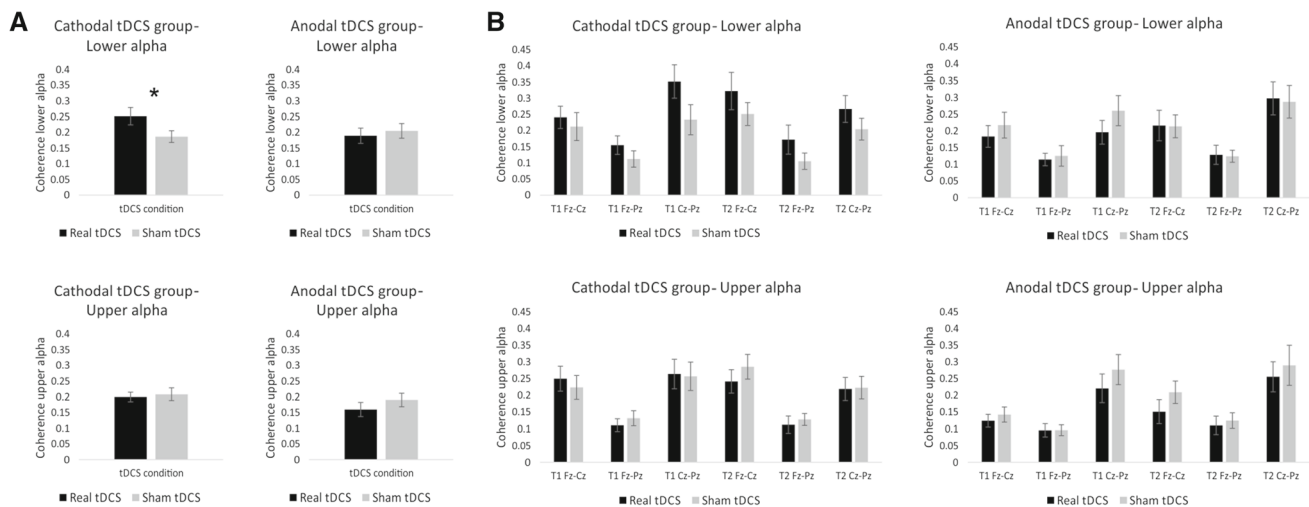 A
Cathodal tDCS group-
Lower alpha
Coherence lower alpha
0.4
0.35
0.3
0.25
0.2
0.15
0.1
0.05
0
*
tDCS condition
Real tDCS Sham tDCS
Anodal tDCS group-
Lower alpha
Coherence lower alpha
0.4
0.35
0.3
0.25
0.2
0.15
0.1
0.05
0
tDCS condition
Real tDCS Sham tDCS
Cathodal tDCS group-
Upper alpha
Coherence upper alpha
0.4
0.35
0.3
0.25
0.2
0.15
0.1
0.05
0
tDCS condition
Real tDCS Sham tDCS
Anodal tDCS group-
Upper alpha
Coherence upper alpha
0.4
0.35
0.3
0.25
0.2
0.15
0.1
0.05
0
tDCS condition
Real tDCS Sham tDCS
B
Cathodal tDCS group- Lower alpha
Coherence lower alpha
0.45
0.4
0.35
0.3
0.25
0.2
0.15
0.1
0.05
0
T1 Fz-Cz T1 Fz-Pz T1 Cz-Pz T2 Fz-Cz T2 Fz-Pz T2 Cz-Pz
Real tDCS Sham tDCS
Anodal tDCS group- Lower alpha
Coherence lower alpha
0.45
0.4
0.35
0.3
0.25
0.2
0.15
0.1
0.05
0
T1 Fz-Cz T1 Fz-Pz T1 Cz-Pz T2 Fz-Cz T2 Fz-Pz T2 Cz-Pz
Real tDCS Sham tDCS
Cathodal tDCS group- Upper alpha
Coherence upper alpha
0.45
0.4
0.35
0.3
0.25
0.2
0.15
0.1
0.05
0
T1 Fz-Cz T1 Fz-Pz T1 Cz-Pz T2 Fz-Cz T2 Fz-Pz T2 Cz-Pz
Real tDCS Sham tDCS
Anodal tDCS group- Upper alpha
Coherence upper alpha
0.45
0.4
0.35
0.3
0.25
0.2
0.15
0.1
0.05
0
T1 Fz-Cz T1 Fz-Pz T1 Cz-Pz T2 Fz-Cz T2 Fz-Pz T2 Cz-Pz
Real tDCS Sham tDCS